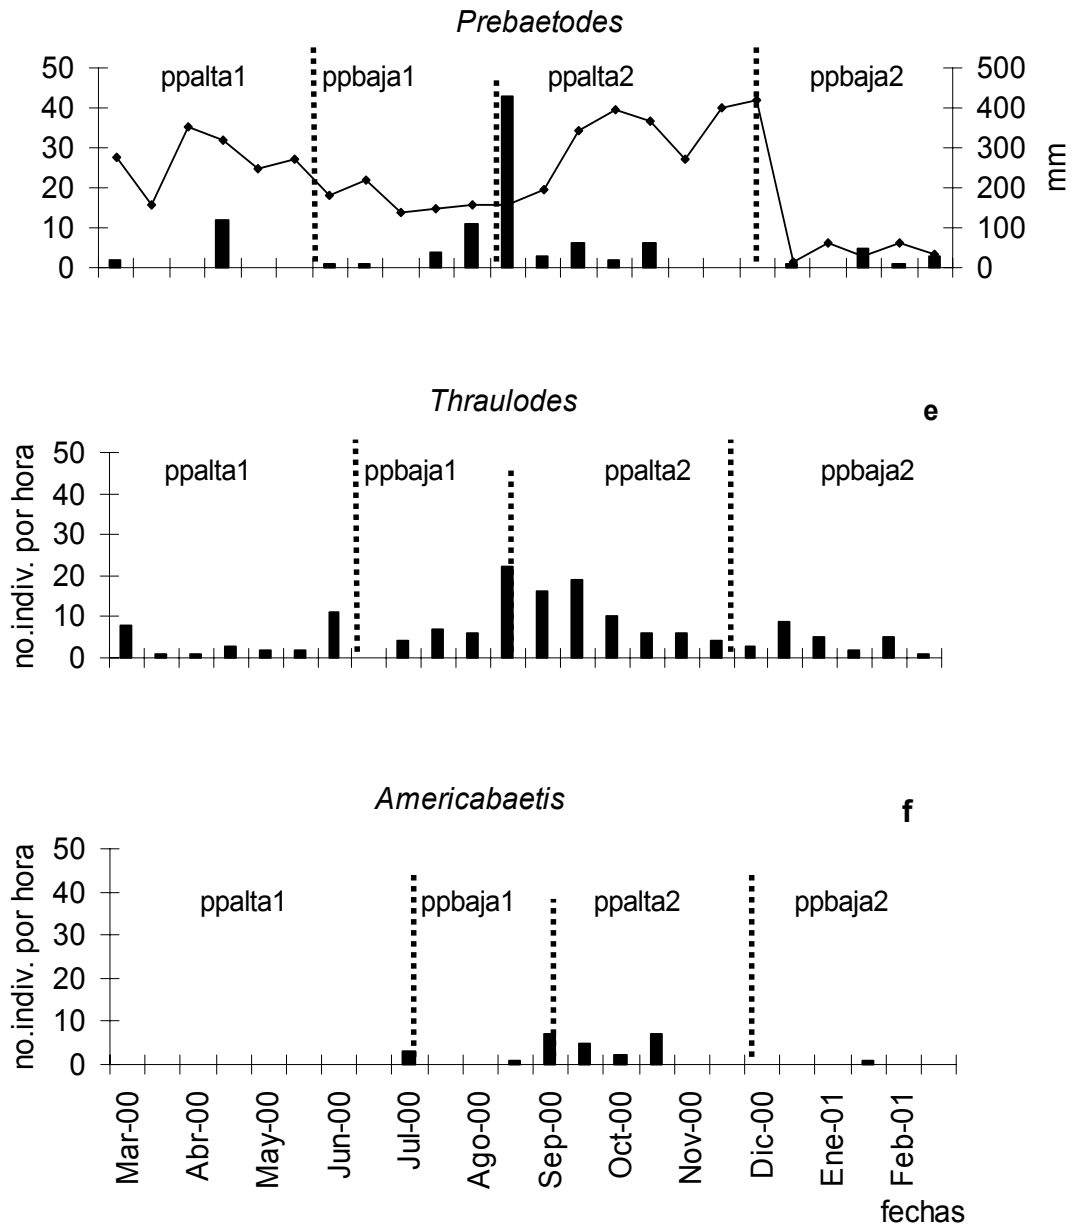 Prebaetodes
ppalta1 ppbaja1 ppalta2 ppbaja2
50 500
40 400
30 300
20 200
10 100
0 0
mm
Thraulodes
e
ppalta1 ppbaja1 ppalta2 ppbaja2
no.indiv. por hora
50
40
30
20
10
0
Americabaetis
f
ppalta1 ppbaja1 ppalta2 ppbaja2
no.indiv. por hora
50
40
30
20
10
0
Mar-00
Abr-00
May-00
Jun-00
Jul-00
Ago-00
Sep-00
Oct-00
Nov-00
Dic-00
Ene-01
Feb-01
fechas